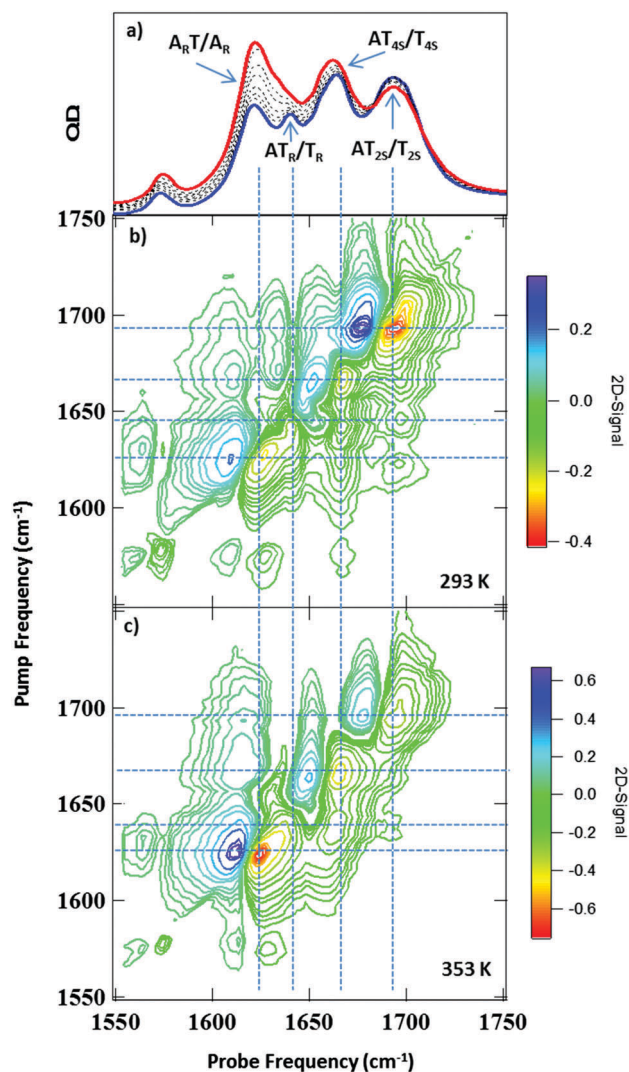 a)
AᵣT/Aᵣ
AT₄ₛ/T₄ₛ
OD
ATᵣ/Tᵣ
AT₂ₛ/T₂ₛ
1750
b)
1700
1650
1600
293 K
0.2
0.0
-0.2
-0.4
2D-Signal
Pump Frequency (cm⁻¹)
c)
1700
1650
1600
1550
353 K
0.6
0.4
0.2
0.0
-0.2
-0.4
-0.6
2D-Signal
1550
1600
1650
1700
1750
Probe Frequency (cm⁻¹)